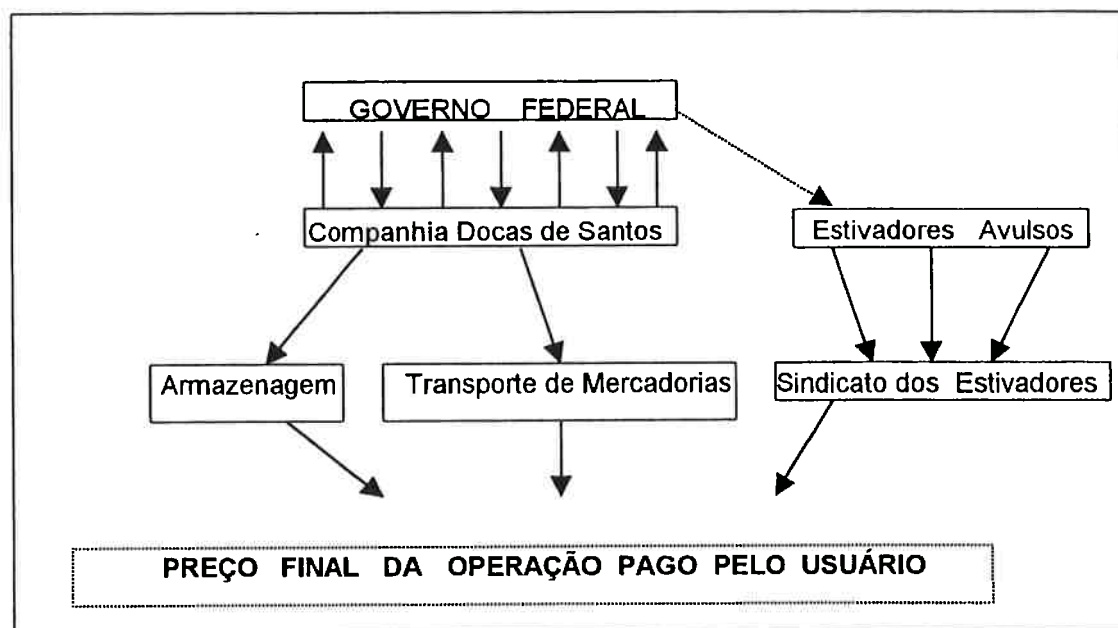 GOVERNO FEDERAL
Companhia Docas de Santos
Estivadores Avulsos
Armazenagem
Transporte de Mercadorias
Sindicato dos Estivadores
PREÇO FINAL DA OPERAÇÃO PAGO PELO USUÁRIO